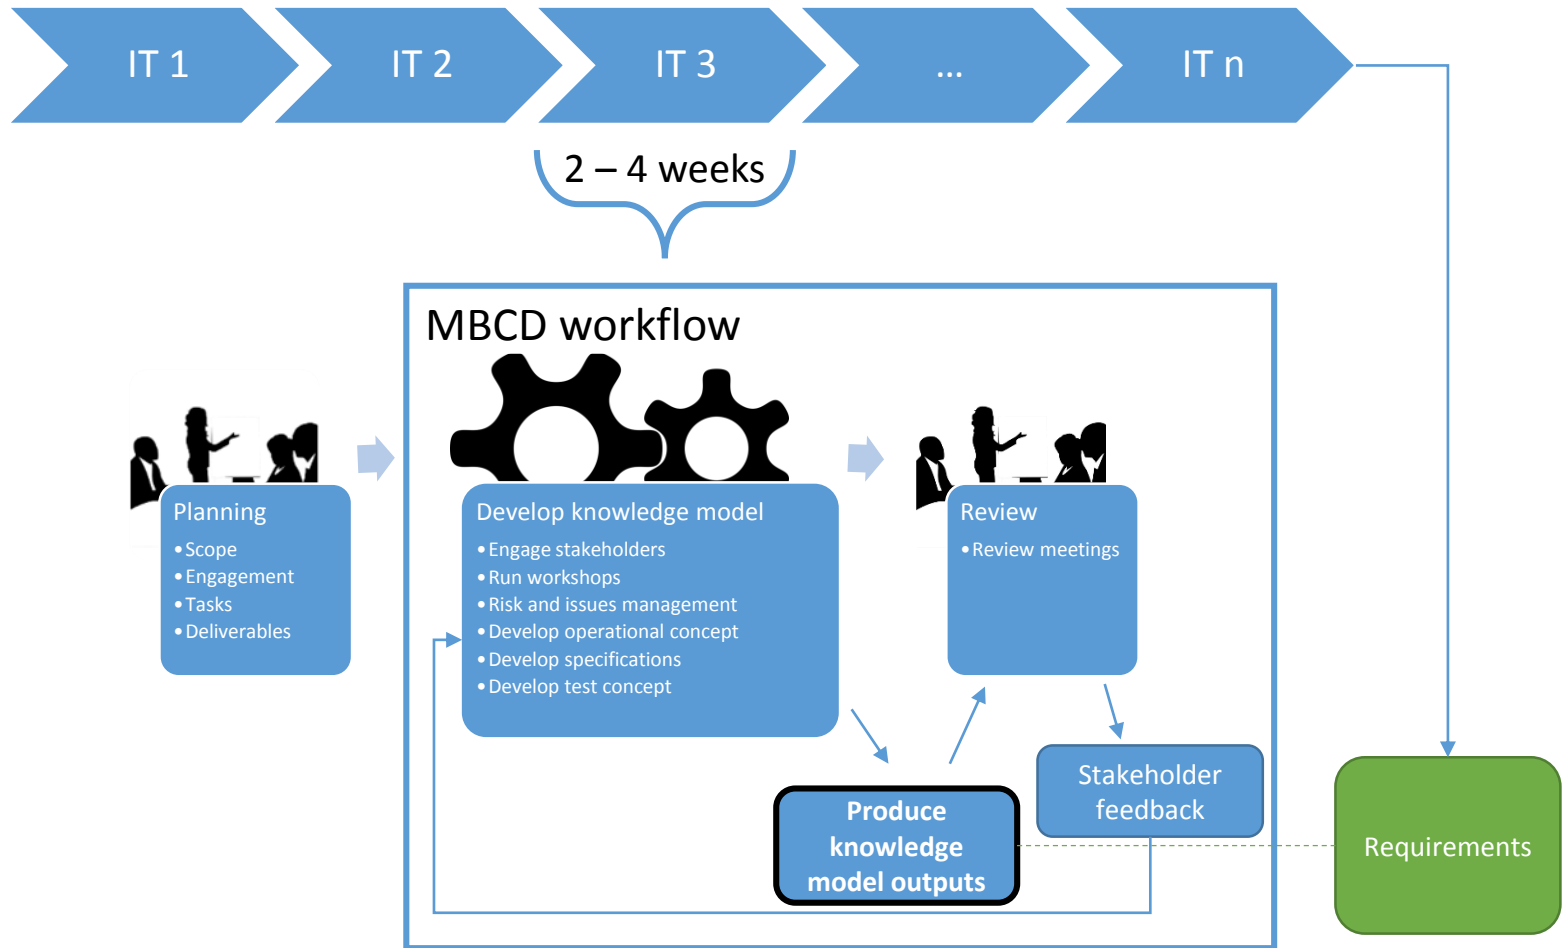 IT 1
IT 2
IT 3
...
IT n
2 – 4 weeks
MBCD workflow
Planning
•Scope
•Engagement
•Tasks
•Deliverables
Develop knowledge model
•Engage stakeholders
•Run workshops
•Risk and issues management
•Develop operational concept
•Develop specifications
•Develop test concept
Review
•Review meetings
Produce
knowledge
model outputs
Stakeholder
feedback
Requirements